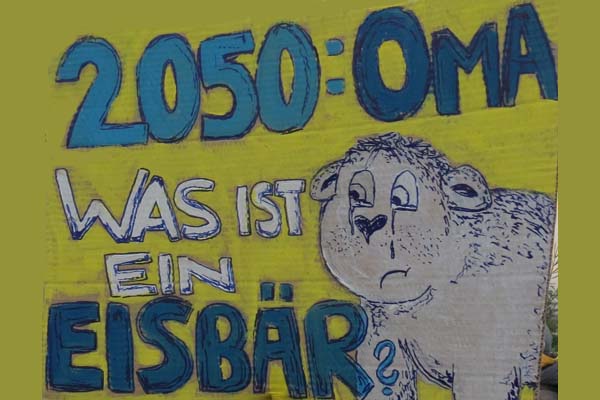 2050: OMA
WAS IST
EIN
EISBÄR?